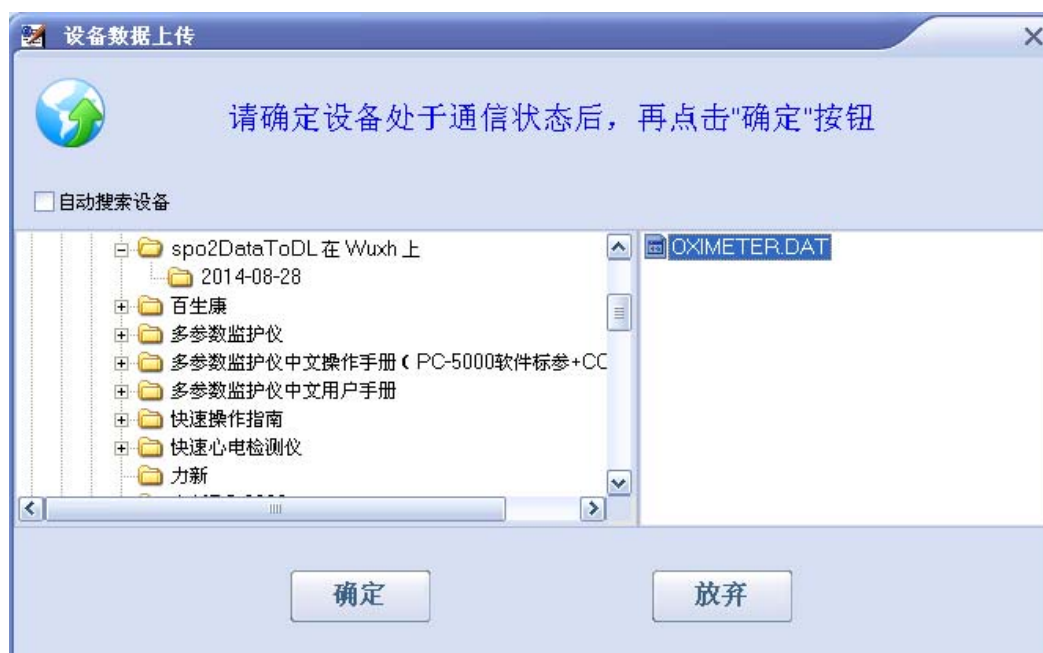 设备数据上传
请确定设备处于通信状态后，再点击"确定"按钮
自动搜索设备
spo2DataToDL 在 Wuxh 上
OXIMETER.DAT
2014-08-28
百生康
多参数监护仪
多参数监护仪中文操作手册（PC-5000软件标参+CC
多参数监护仪中文用户手册
快速操作指南
快速心电检测仪
力新
确定
放弃